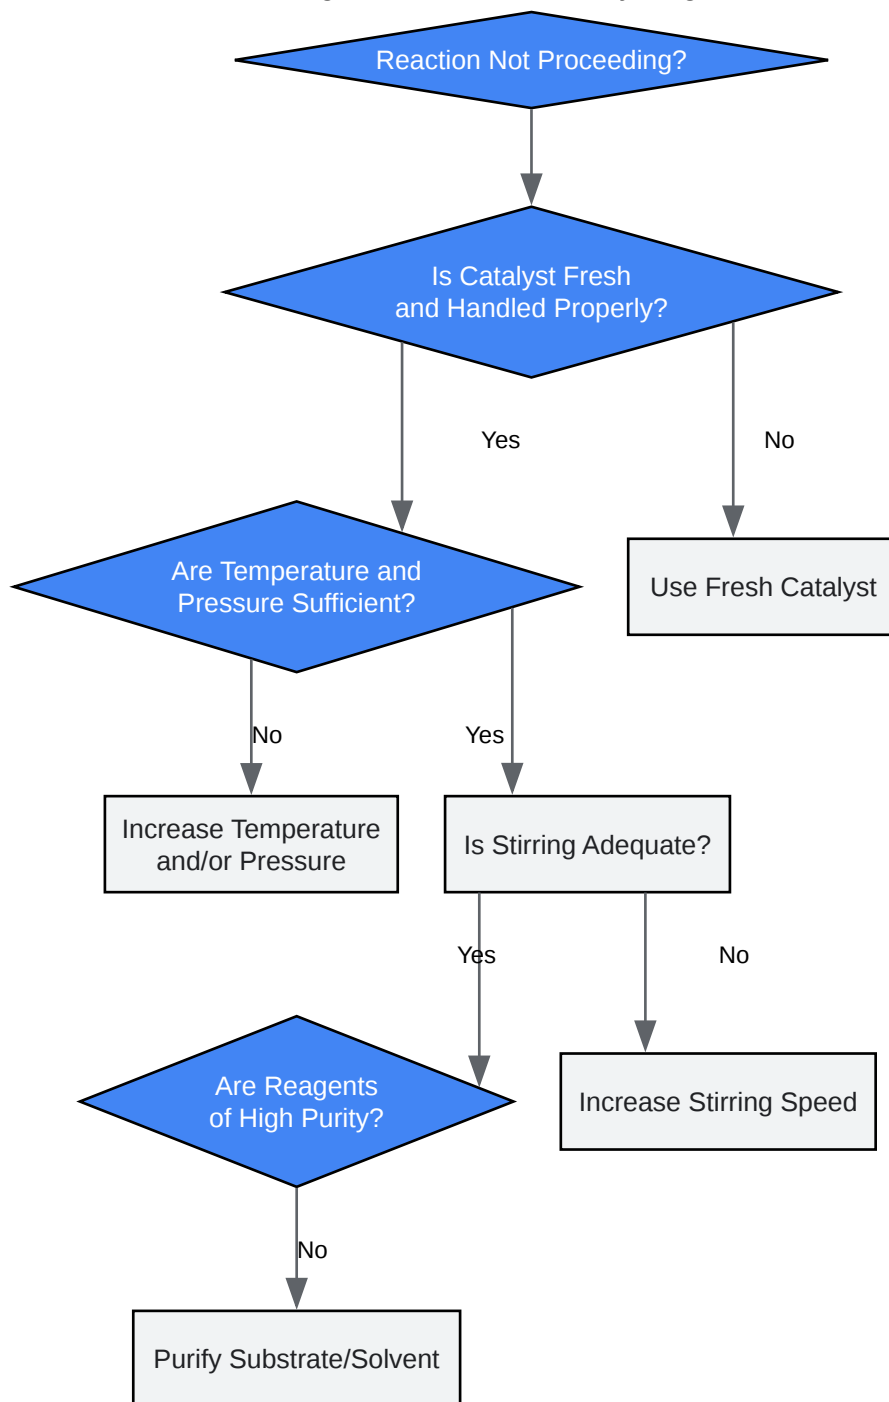 Reaction Not Proceeding?
Is Catalyst Fresh
and Handled Properly?
Yes
No
Are Temperature and
Pressure Sufficient?
Use Fresh Catalyst
No
Yes
Increase Temperature
and/or Pressure
Is Stirring Adequate?
Yes
No
Are Reagents
of High Purity?
Increase Stirring Speed
No
Purify Substrate/Solvent